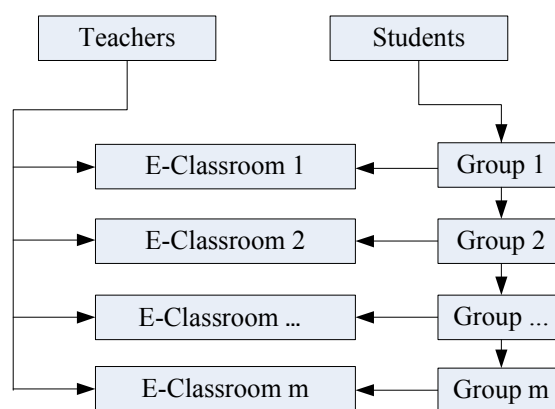 Teachers
Students
E-Classroom 1
Group 1
E-Classroom 2
Group 2
E-Classroom ...
Group ...
E-Classroom m
Group m